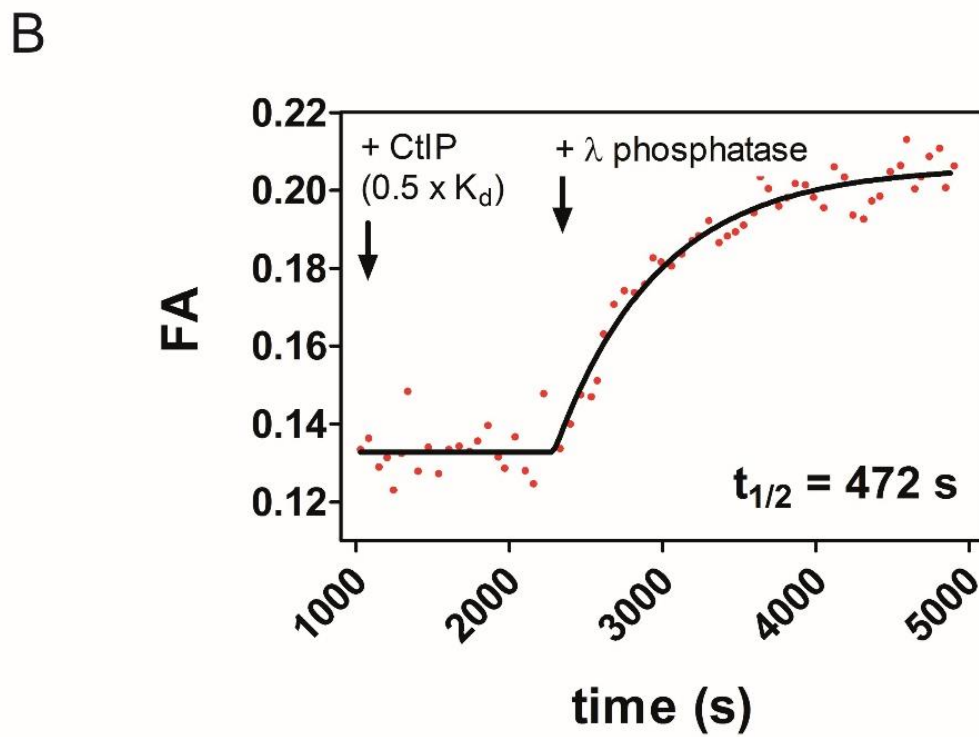 B
0.22
+ CtIP
(0.5 x Kd)
+ λ phosphatase
0.20
0.18
FA
0.16
0.14
0.12
t1/2 = 472 s
1000
2000
3000
4000
5000
time (s)